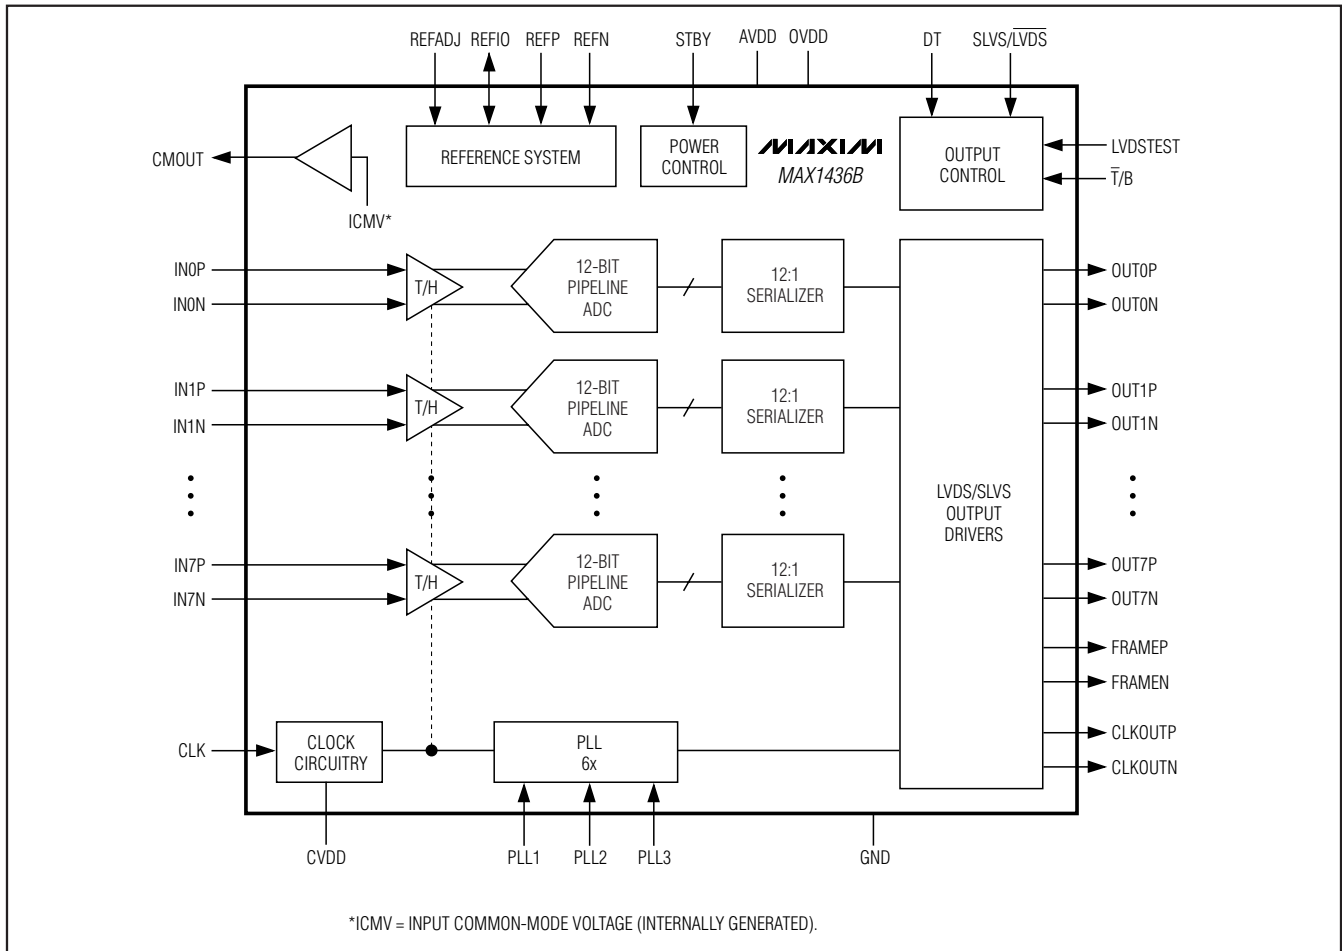 REFADJ REFIO REFP REFN STBY AVDD OVDD DT SLVS/L̅V̅D̅S̅
CMOUT
ICMV*
REFERENCE SYSTEM
POWER
CONTROL
MAXIM
MAX1436B
OUTPUT
CONTROL
LVDSTEST
T̅/B
IN0P
IN0N
T/H
12-BIT
PIPELINE
ADC
12:1
SERIALIZER
OUT0P
OUT0N
IN1P
IN1N
T/H
12-BIT
PIPELINE
ADC
12:1
SERIALIZER
OUT1P
OUT1N
LVDS/SLVS
OUTPUT
DRIVERS
IN7P
IN7N
T/H
12-BIT
PIPELINE
ADC
12:1
SERIALIZER
OUT7P
OUT7N
FRAMEP
FRAMEN
CLK
CLOCK
CIRCUITRY
PLL
6x
CLKOUTP
CLKOUTN
CVDD PLL1 PLL2 PLL3 GND
*ICMV = INPUT COMMON-MODE VOLTAGE (INTERNALLY GENERATED).